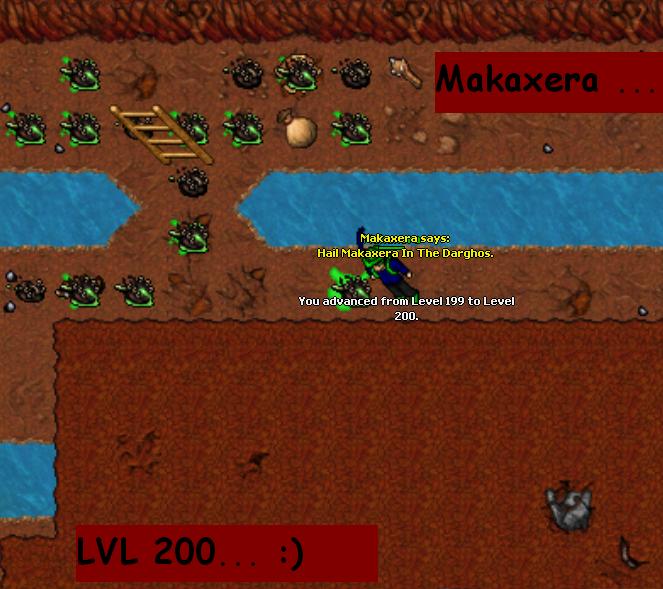 Makaxera ...
Makaxera says:
Hail Makaxera In The Darghos.
You advanced from Level 199 to Level
200.
LVL 200... :)